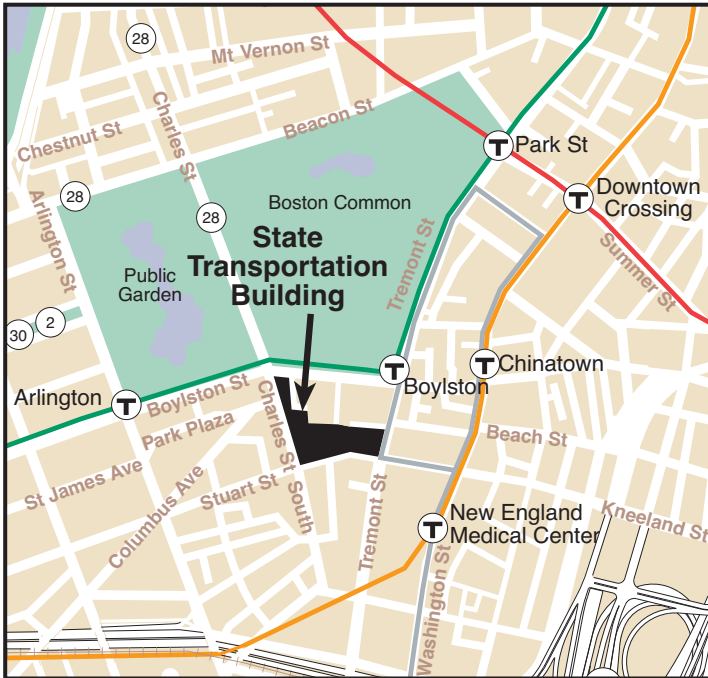 28
Mt Vernon St
Charles St
Beacon St
Chestnut St
T
Park St
28
Arlington St
28
T
Downtown
Crossing
Boston Common
State
Transportation
Building
Tremont St
Summer St
Public
Garden
30
2
T
Chinatown
T
Boylston
Arlington
T
Boylston St
Park Plaza
Charles St South
Beach St
St James Ave
Columbus Ave
Stuart St
Tremont St
T
New England
Medical Center
Kneeland St
Washington St